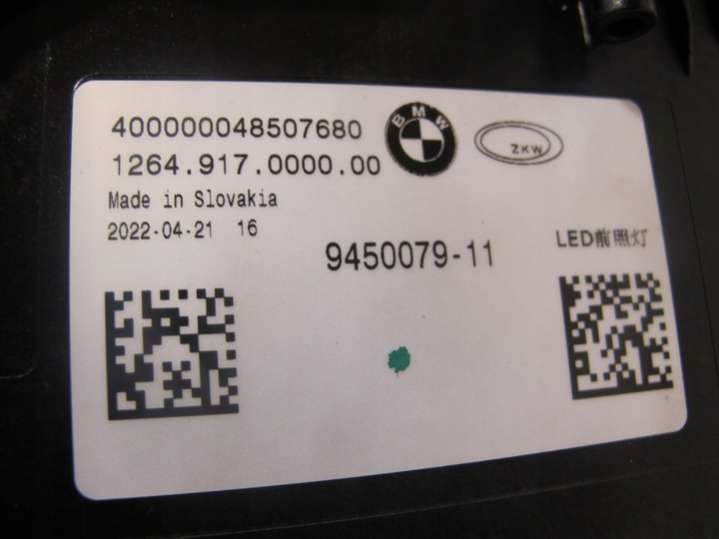 400000048507680
1264.917.0000.00
BMW
ZKW
Made in Slovakia
2022-04-21 16
9450079-11
LED前照灯